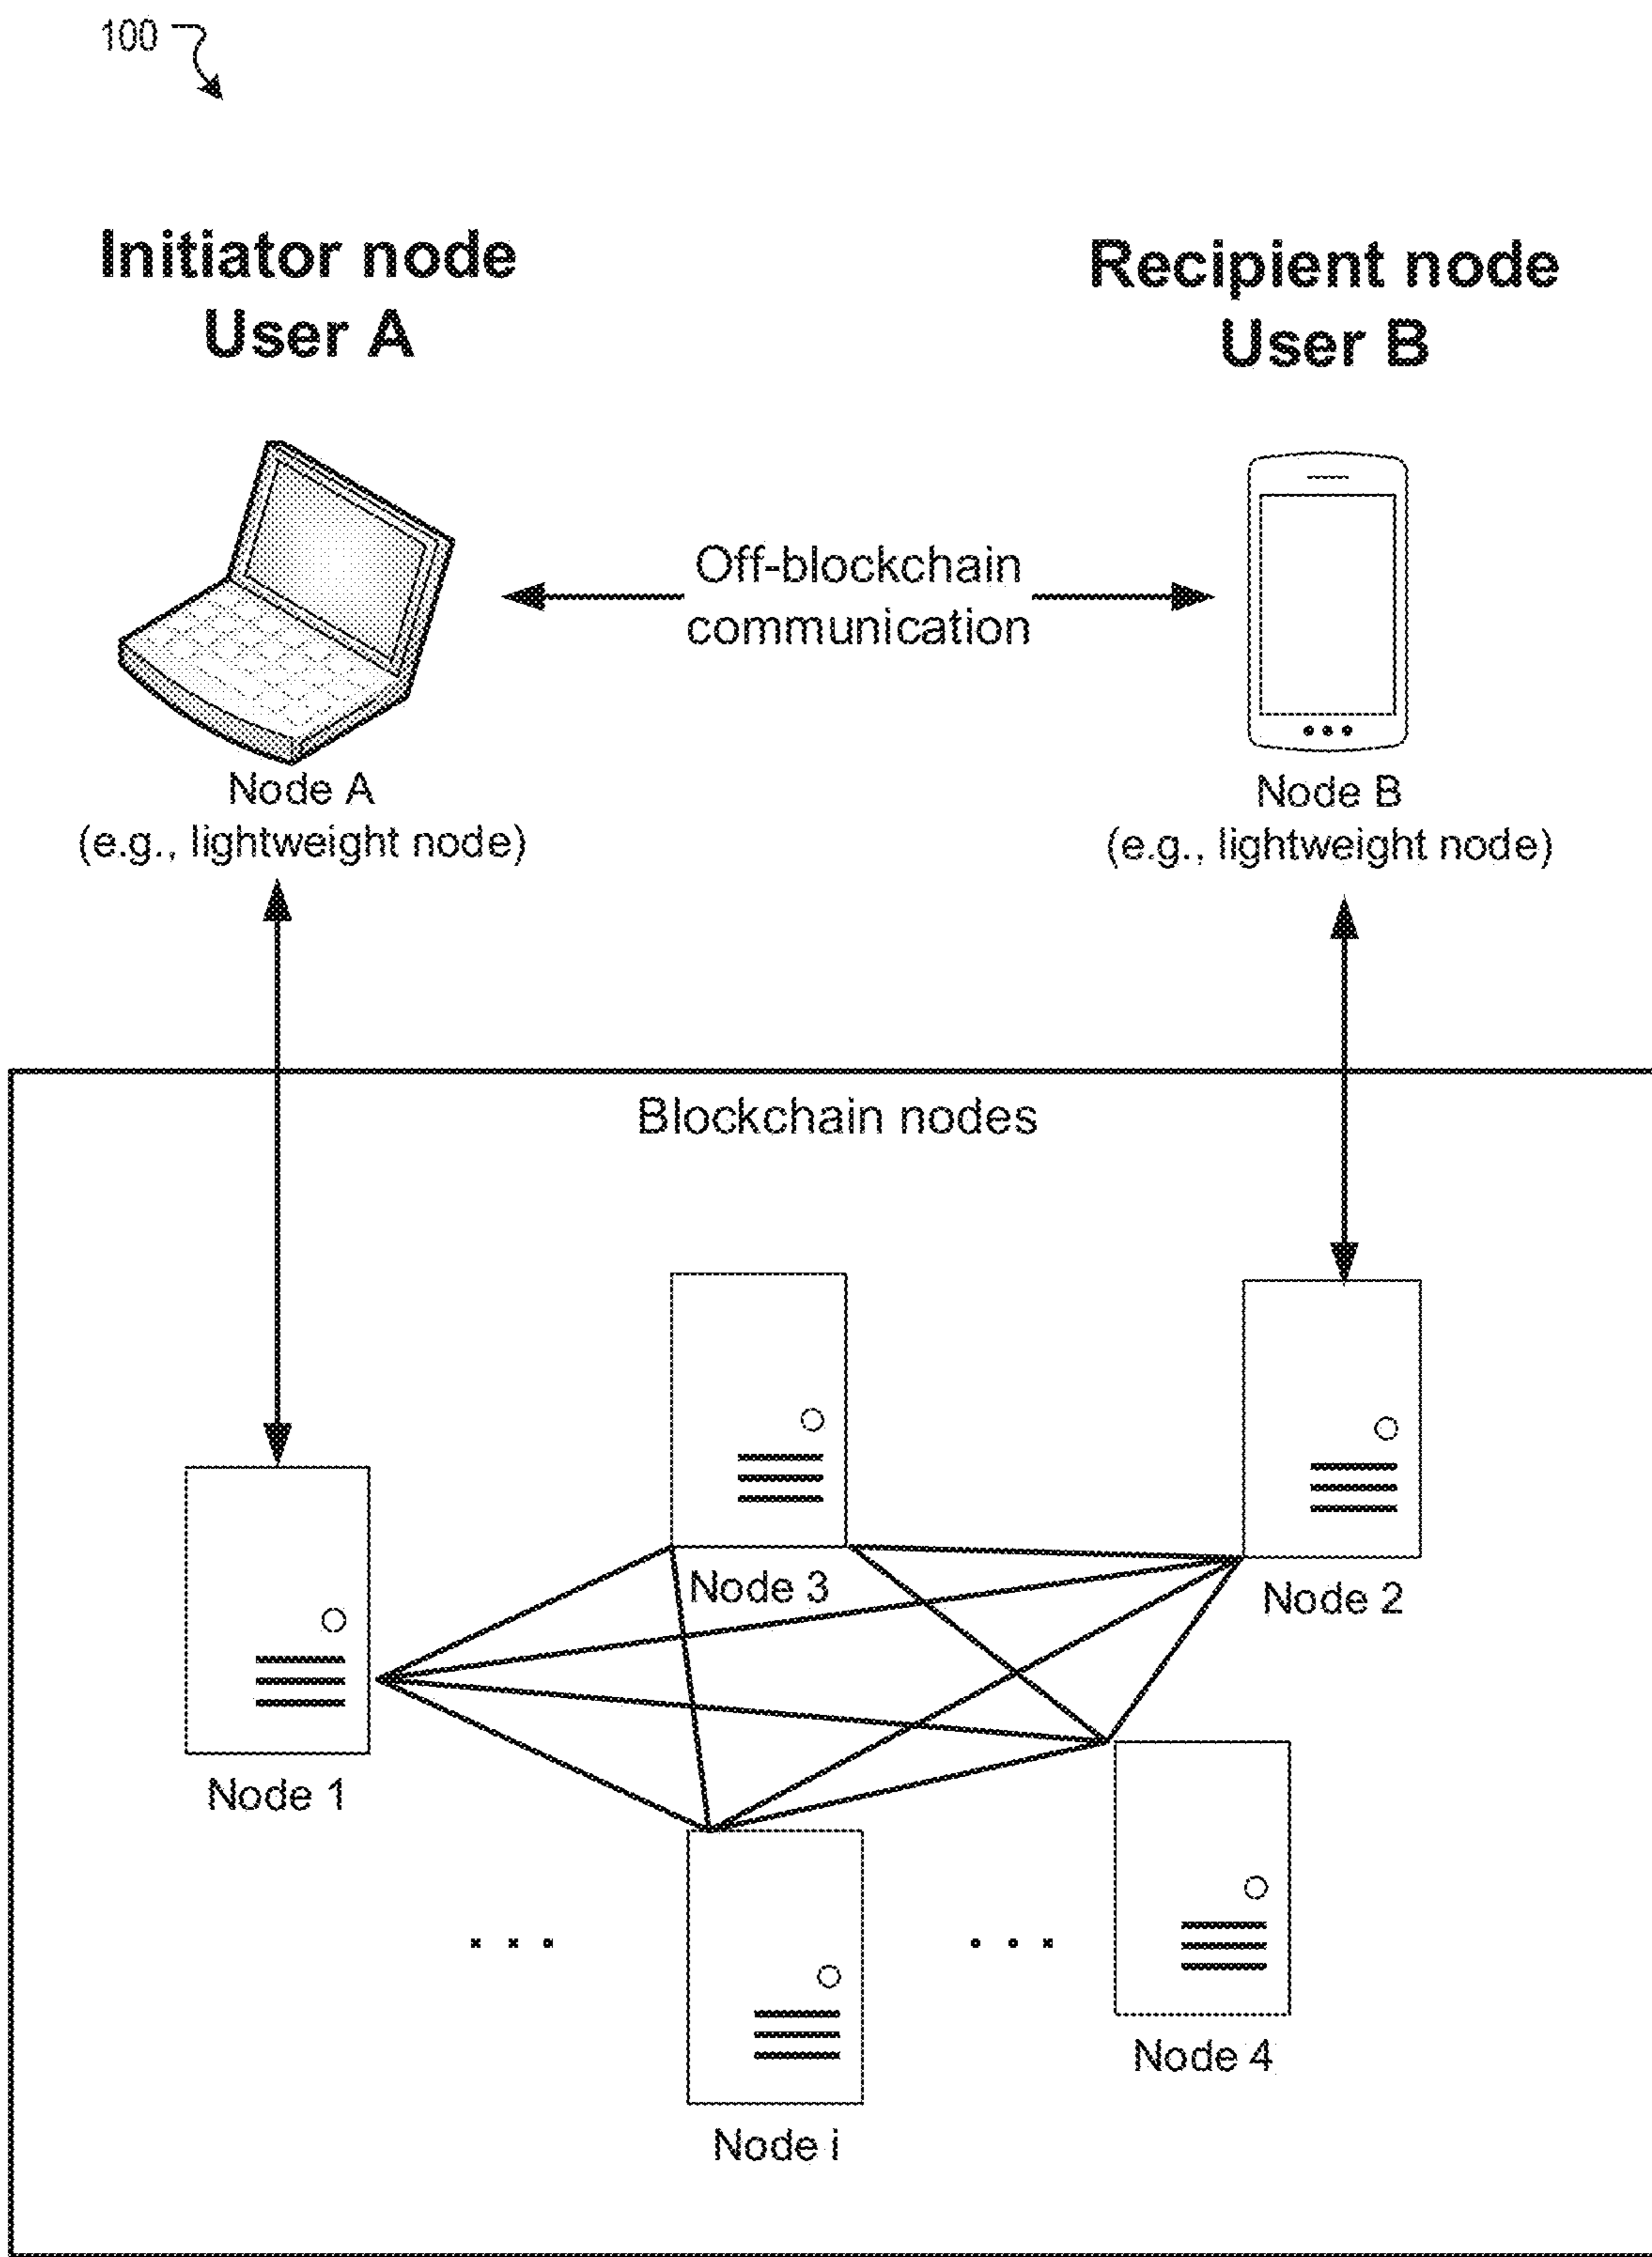 100
Initiator node
User A
Recipient node
User B
Off-blockchain
communication
Node A
(e.g., lightweight node)
Node B
(e.g., lightweight node)
Blockchain nodes
Node 3
Node 2
Node 1
. . .
. . .
Node 4
Node i